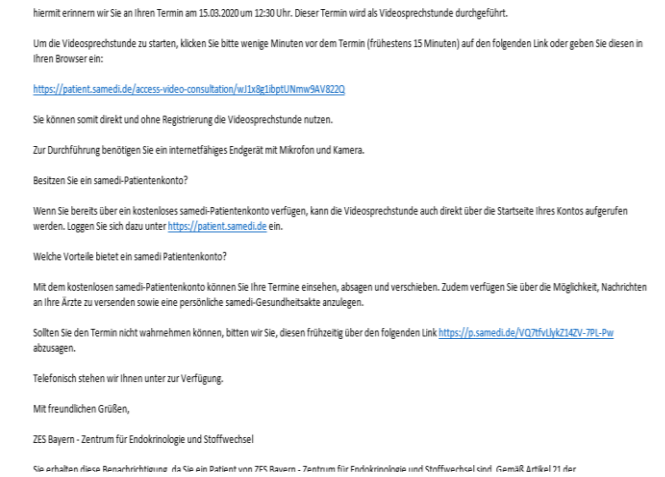 hiermit erinnern wir Sie an Ihren Termin am 15.03.2020 um 12:30 Uhr. Dieser Termin wird als Videosprechstunde durchgeführt.
Um die Videosprechstunde zu starten, klicken Sie bitte wenige Minuten vor dem Termin (frühestens 15 Minuten) auf den folgenden Link oder geben Sie diesen in
Ihren Browser ein:
https://patient.samedi.de/access-video-consultation/wJ1x8g1ibptUNmw9AV822Q
Sie können somit direkt und ohne Registrierung die Videosprechstunde nutzen.
Zur Durchführung benötigen Sie ein internetfähiges Endgerät mit Mikrofon und Kamera.
Besitzen Sie ein samedi-Patientenkonto?
Wenn Sie bereits über ein kostenloses samedi-Patientenkonto verfügen, kann die Videosprechstunde auch direkt über die Startseite Ihres Kontos aufgerufen
werden. Loggen Sie sich dazu unter https://patient.samedi.de ein.
Welche Vorteile bietet ein samedi Patientenkonto?
Mit dem kostenlosen samedi-Patientenkonto können Sie Ihre Termine einsehen, absagen und verschieben. Zudem verfügen Sie über die Möglichkeit, Nachrichten
an Ihre Ärzte zu versenden sowie eine persönliche samedi-Gesundheitsakte anzulegen.
Sollten Sie den Termin nicht wahrnehmen können, bitten wir Sie, diesen frühzeitig über den folgenden Link https://p.samedi.de/VQ7tfvUykZ14ZV-7PL-Pw
abzusagen.
Telefonisch stehen wir Ihnen unter zur Verfügung.
Mit freundlichen Grüßen,
ZES Bayern - Zentrum für Endokrinologie und Stoffwechsel
Sie erhalten diese Benachrichtigung, da Sie ein Patient von ZES Bayern - Zentrum für Endokrinologie und Stoffwechsel sind. Gemäß Artikel 21 der